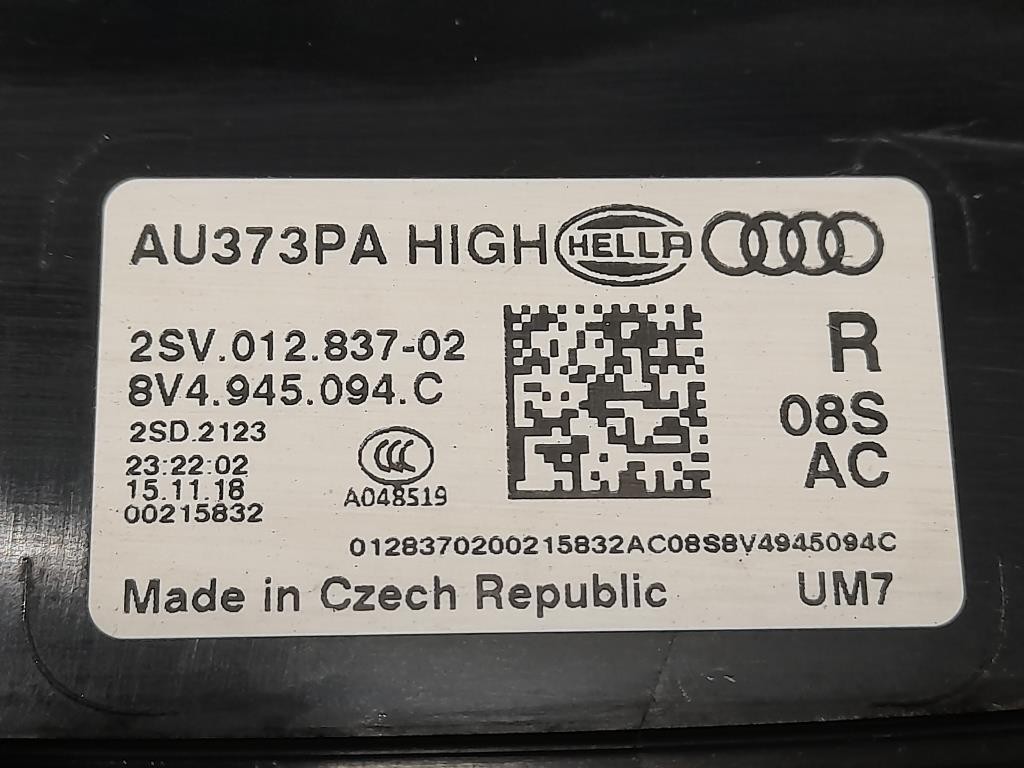 AU373PA HIGH HELLA
2SV.012.837-02
R
8V4.945.094.C
08S
2SD.2123
23:22:02
AC
15.11.18
A048519
00215832
0128370200215832AC08S8V4945094C
Made in Czech Republic UM7